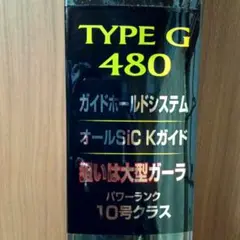 TYPE G
480
ガイドホールドシステム
オールSiC Kガイド
狙いは大型ガーラ
パワーランク
10号クラス